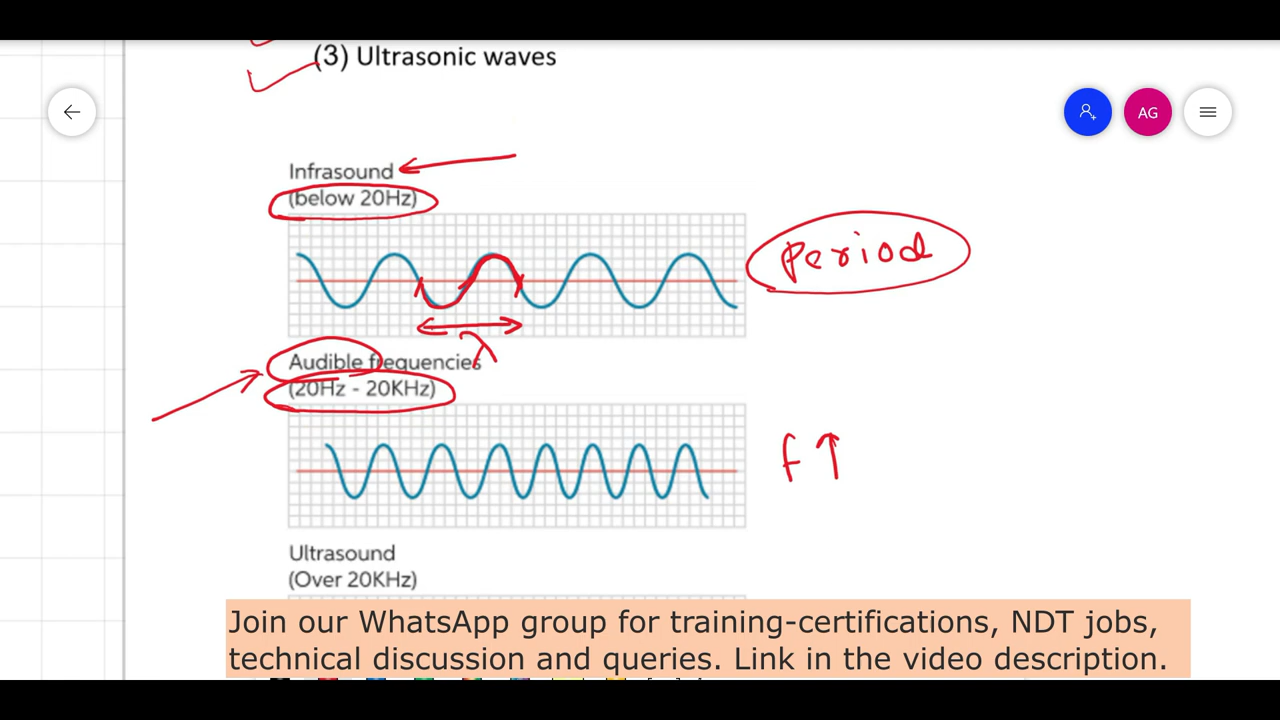 (3) Ultrasonic waves
AG
Infrasound
(below 20Hz)
Period
λ
Audible frequencies
(20Hz - 20KHz)
f↑
Ultrasound
(Over 20KHz)
Join our WhatsApp group for training-certifications, NDT jobs,
technical discussion and queries. Link in the video description.